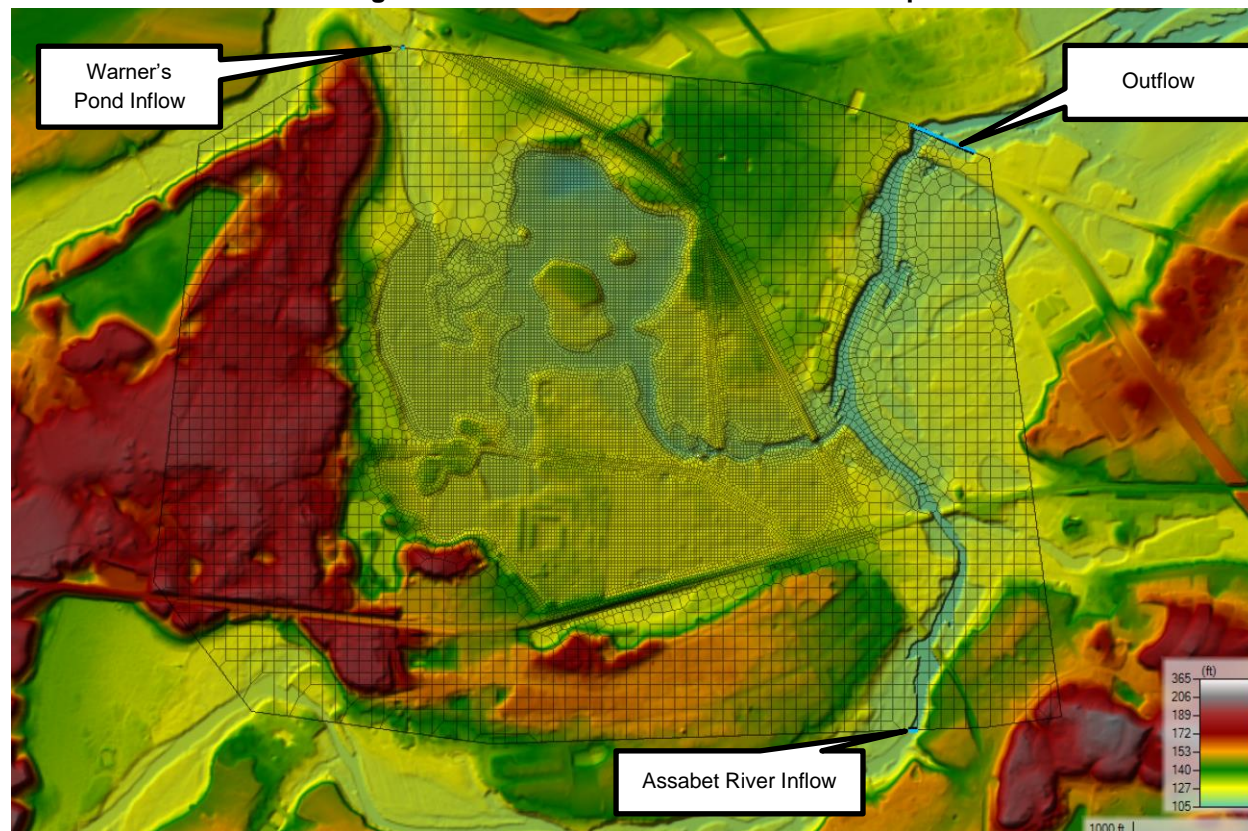 Warner's
Pond Inflow
Outflow
Assabet River Inflow
(ft)
365
206
189
172
153
140
127
105
1000 ft